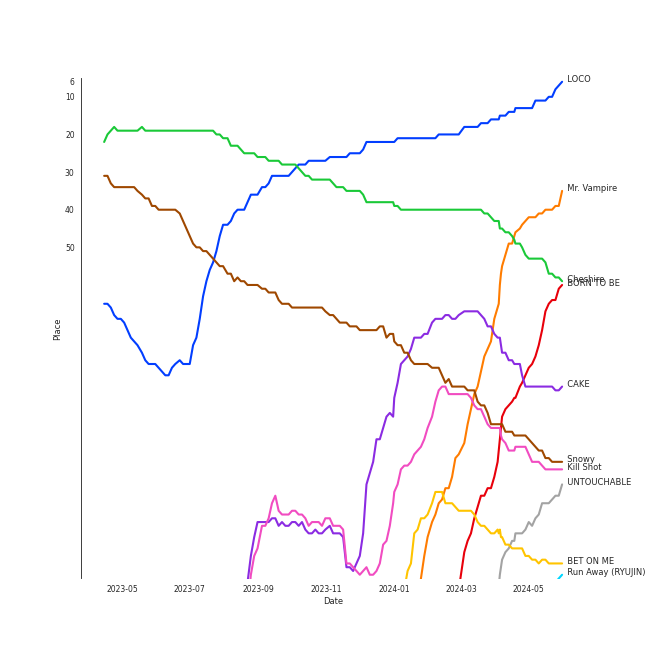 LOCO
6
10
20
30
40
50
Place
Mr. Vampire
Cheshire
BORN TO BE
CAKE
Snowy
Kill Shot
UNTOUCHABLE
BET ON ME
Run Away (RYUJIN)
2023-05
2023-07
2023-09
2023-11
2024-01
2024-03
2024-05
Date